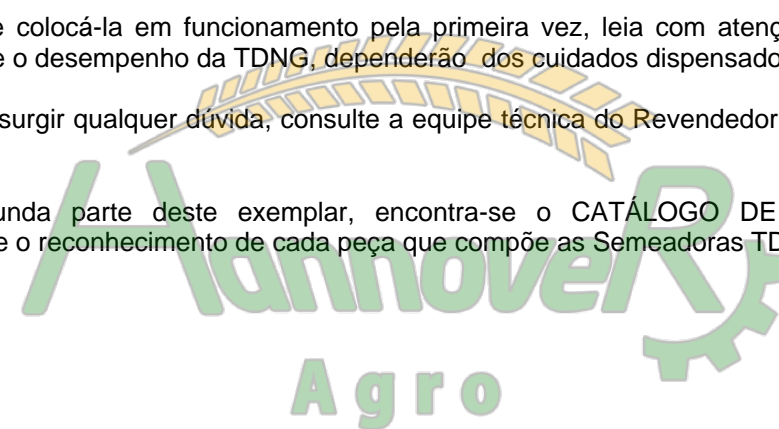 e colocá-la em funcionamento pela primeira vez, leia com atenç
e o desempenho da TDNG, dependerão dos cuidados dispensado
surgir qualquer dúvida, consulte a equipe técnica do Revendedor
unda parte deste exemplar, encontra-se o CATÁLOGO DE
e o reconhecimento de cada peça que compõe as Semeadoras TD
HannoveR
Agro